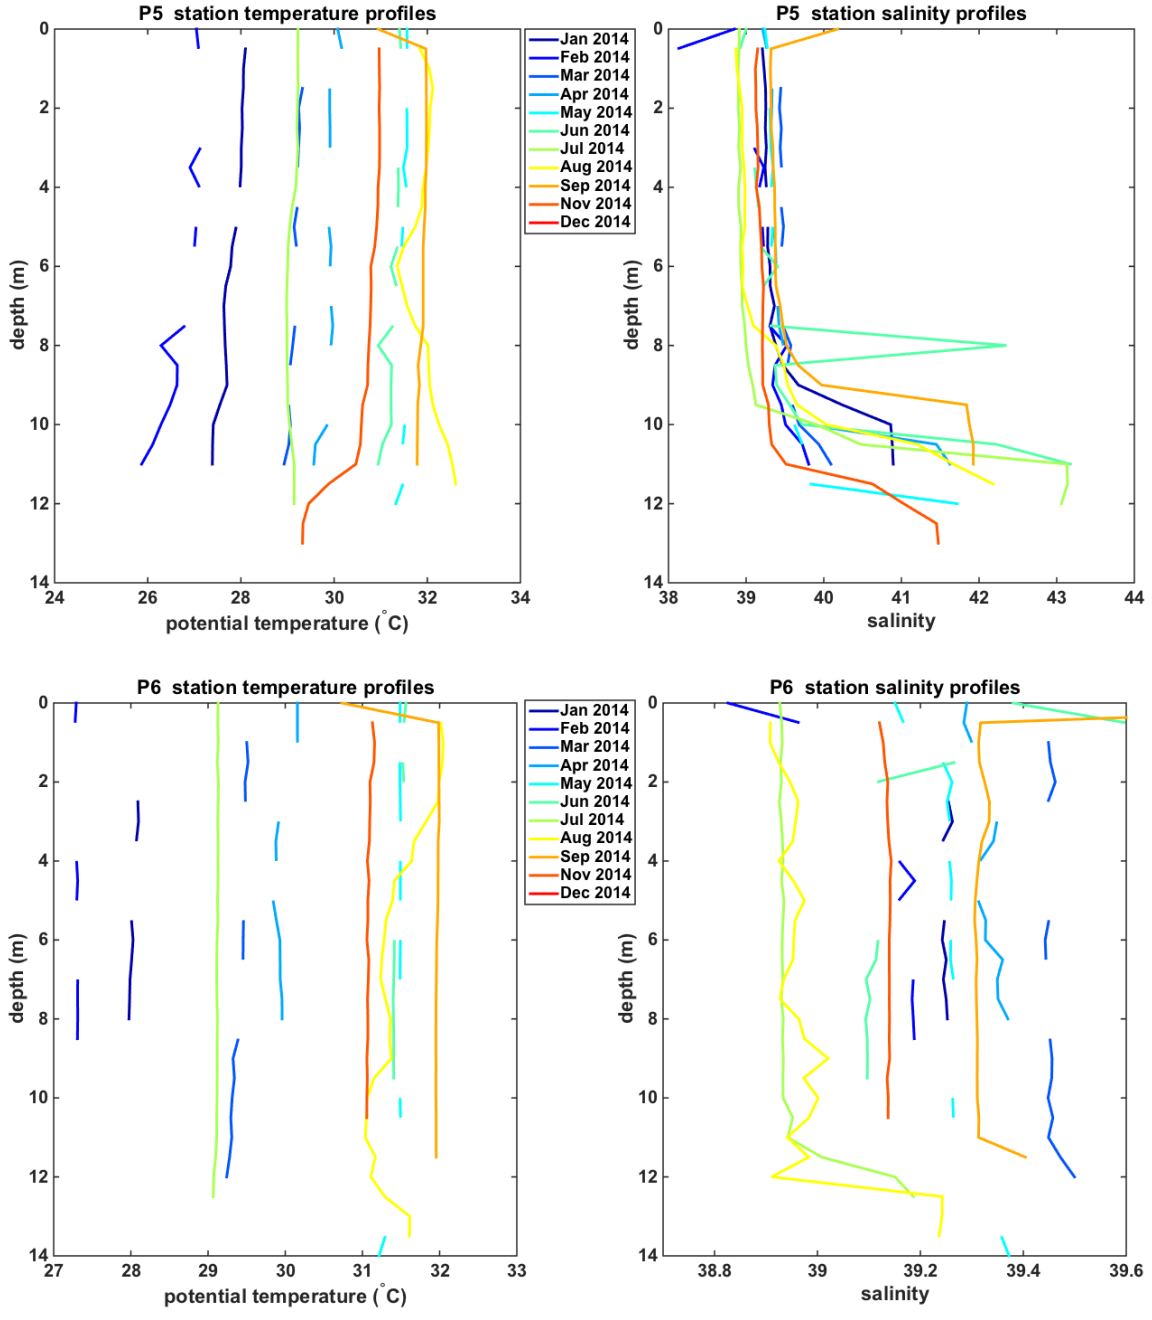 P5 station temperature profiles
0
2
4
6
8
10
12
14
24 26 28 30 32 34
depth (m)
potential temperature (°C)
Jan 2014
Feb 2014
Mar 2014
Apr 2014
May 2014
Jun 2014
Jul 2014
Aug 2014
Sep 2014
Nov 2014
Dec 2014
P5 station salinity profiles
0
2
4
6
8
10
12
14
38 39 40 41 42 43 44
depth (m)
salinity
P6 station temperature profiles
0
2
4
6
8
10
12
14
27 28 29 30 31 32 33
depth (m)
potential temperature (°C)
Jan 2014
Feb 2014
Mar 2014
Apr 2014
May 2014
Jun 2014
Jul 2014
Aug 2014
Sep 2014
Nov 2014
Dec 2014
P6 station salinity profiles
0
2
4
6
8
10
12
14
38.8 39 39.2 39.4 39.6
depth (m)
salinity